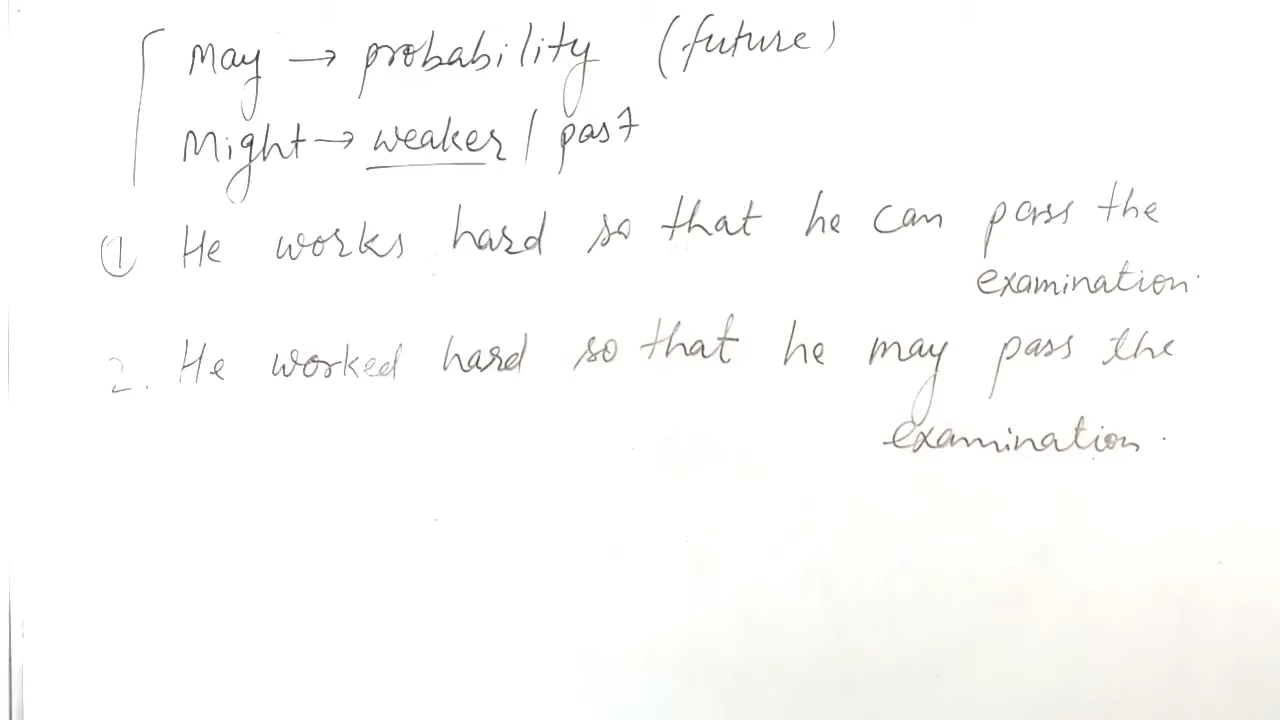 May → probability (future)
Might → weaker / past
① He works hard so that he can pass the
examination.
2. He worked hard so that he may pass the
examination.